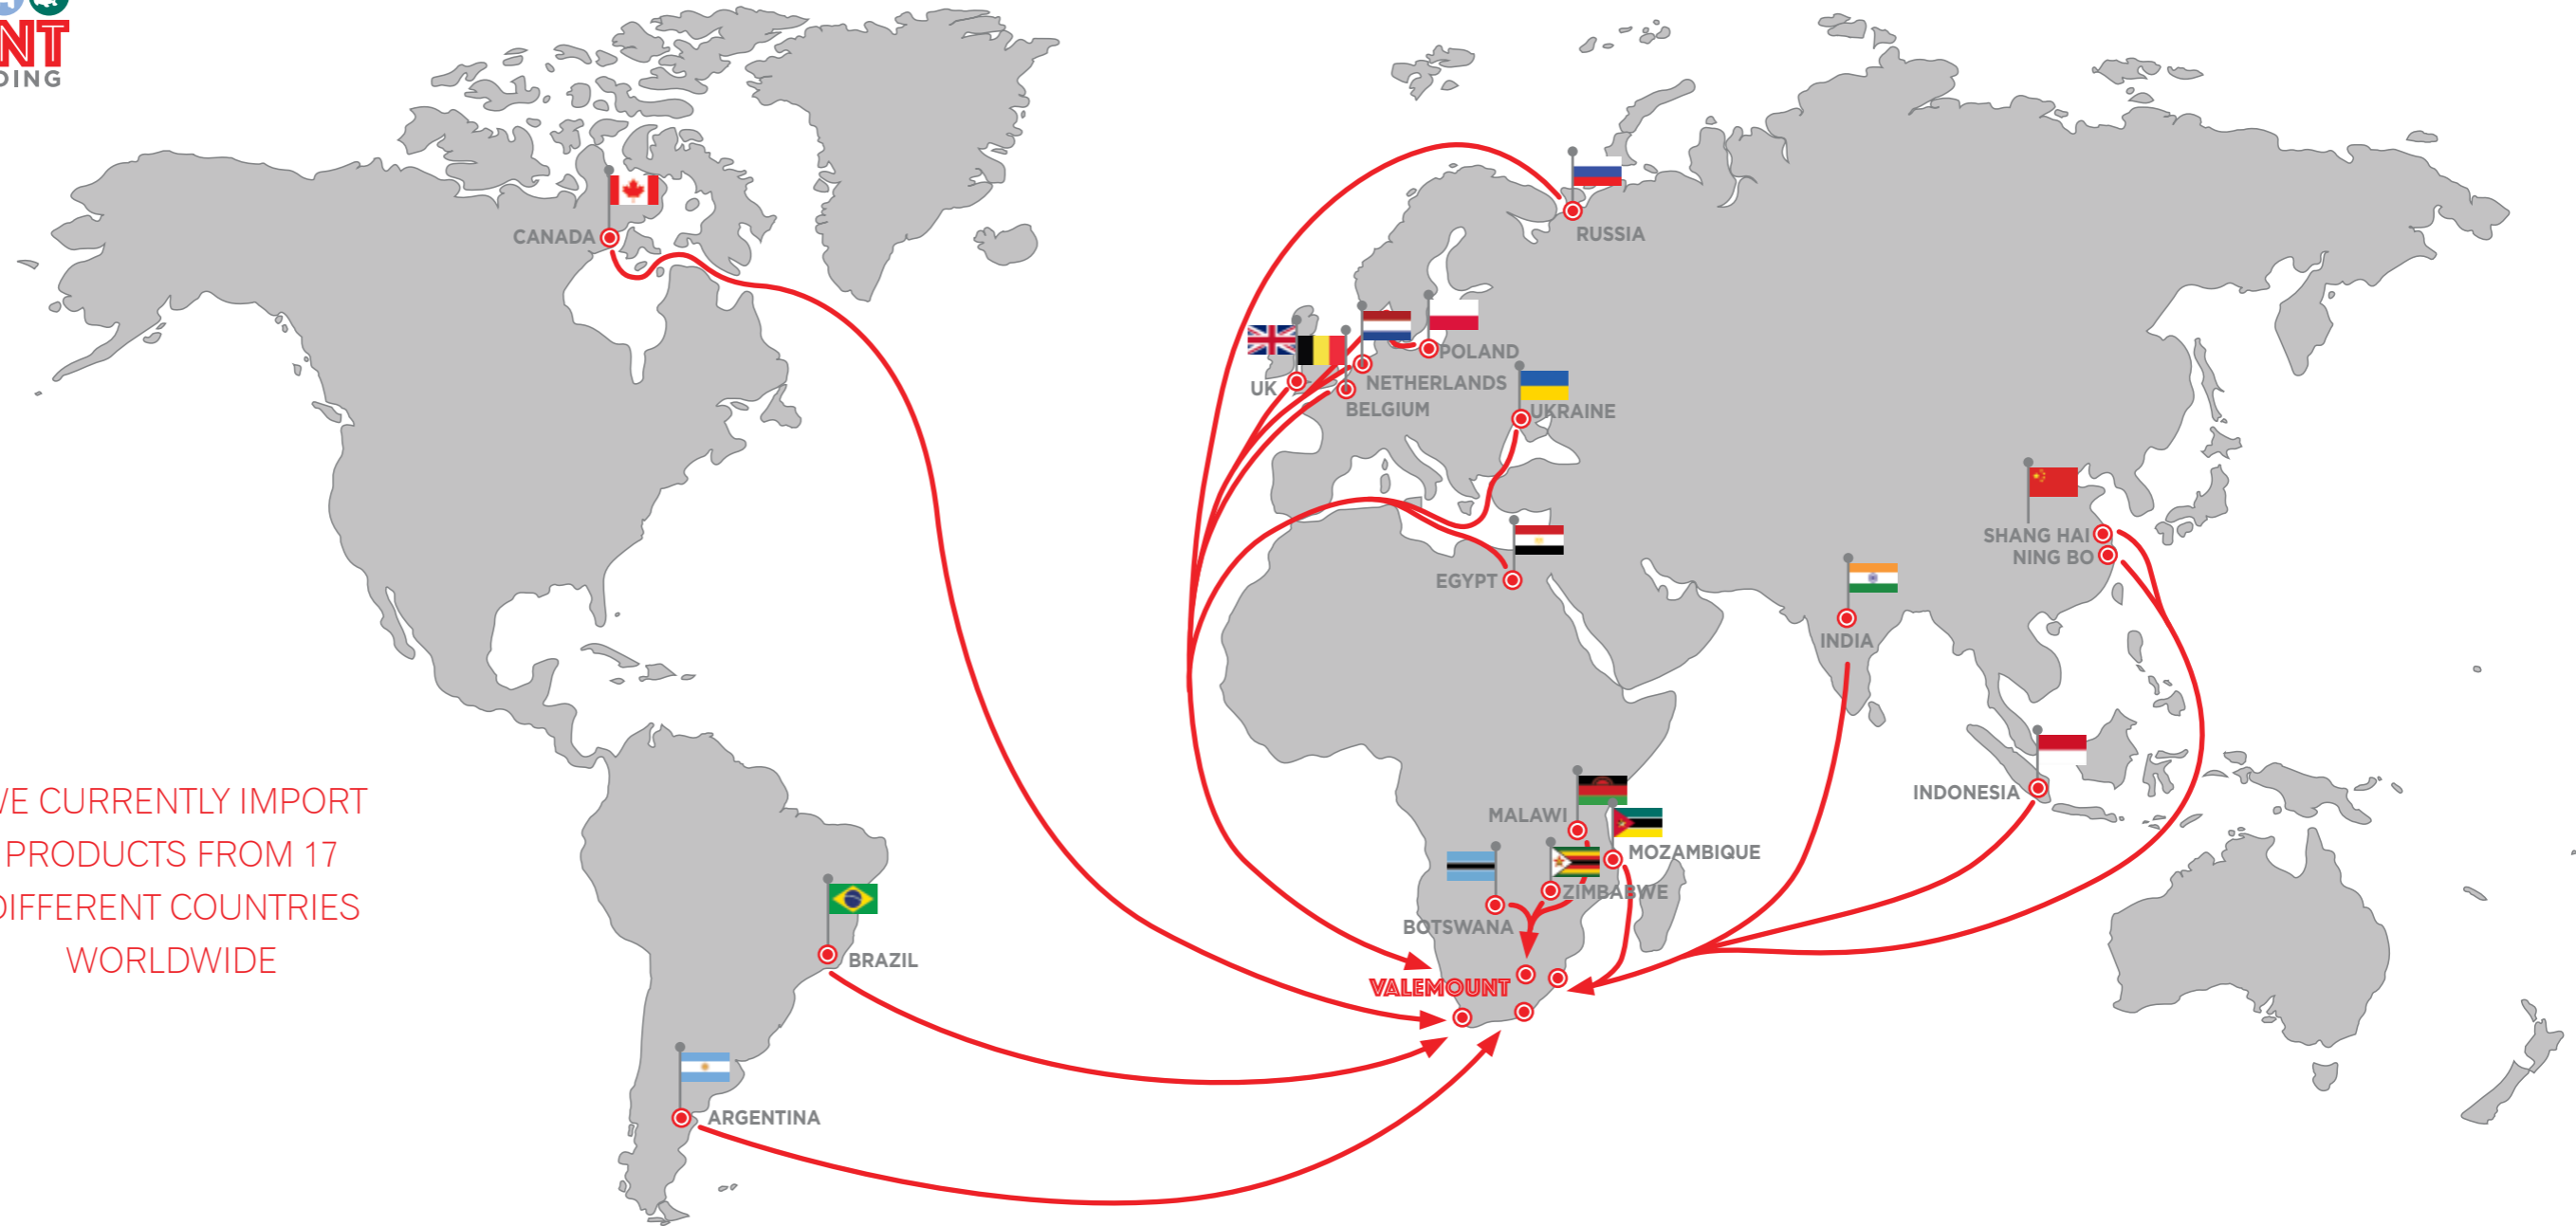 NT
DING
CANADA
RUSSIA
POLAND
UK
NETHERLANDS
BELGIUM
UKRAINE
SHANG HAI
NING BO
EGYPT
INDIA
INDONESIA
MALAWI
MOZAMBIQUE
ZIMBABWE
BOTSWANA
VALEMOUNT
BRAZIL
ARGENTINA
WE CURRENTLY IMPORT
PRODUCTS FROM 17
DIFFERENT COUNTRIES
WORLDWIDE